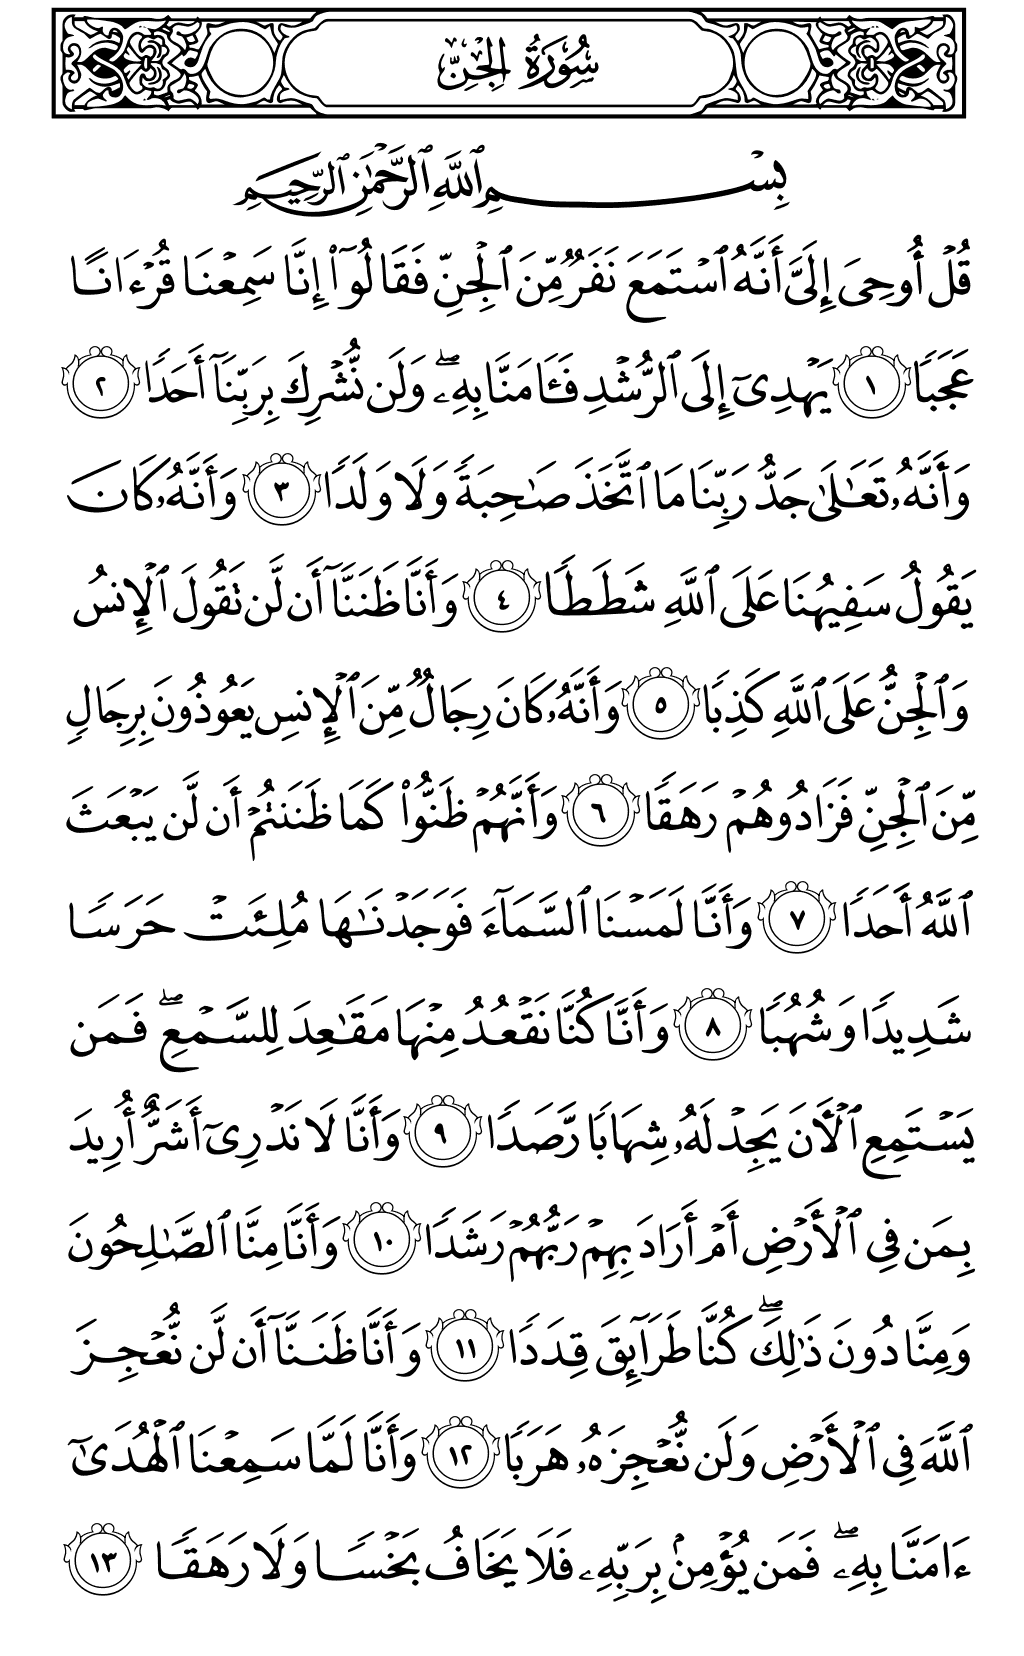 سُورَةُ الجِنّ
بِسْمِ ٱللَّهِ ٱلرَّحْمَٰنِ ٱلرَّحِيمِ
قُلْ أُوحِىَ إِلَىَّ أَنَّهُ ٱسْتَمَعَ نَفَرٌ مِّنَ ٱلْجِنِّ فَقَالُوٓا۟ إِنَّا سَمِعْنَا قُرْءَانًا
عَجَبًا ١ يَهْدِىٓ إِلَى ٱلرُّشْدِ فَـَٔامَنَّا بِهِۦ ۖ وَلَن نُّشْرِكَ بِرَبِّنَآ أَحَدًا ٢
وَأَنَّهُۥ تَعَٰلَىٰ جَدُّ رَبِّنَا مَا ٱتَّخَذَ صَٰحِبَةً وَلَا وَلَدًا ٣ وَأَنَّهُۥ كَانَ
يَقُولُ سَفِيهُنَا عَلَى ٱللَّهِ شَطَطًا ٤ وَأَنَّا ظَنَنَّآ أَن لَّن تَقُولَ ٱلْإِنسُ
وَٱلْجِنُّ عَلَى ٱللَّهِ كَذِبًا ٥ وَأَنَّهُۥ كَانَ رِجَالٌ مِّنَ ٱلْإِنسِ يَعُوذُونَ بِرِجَالٍ
مِّنَ ٱلْجِنِّ فَزَادُوهُمْ رَهَقًا ٦ وَأَنَّهُمْ ظَنُّوا۟ كَمَا ظَنَنتُمْ أَن لَّن يَبْعَثَ
ٱللَّهُ أَحَدًا ٧ وَأَنَّا لَمَسْنَا ٱلسَّمَآءَ فَوَجَدْنَٰهَا مُلِئَتْ حَرَسًا
شَدِيدًا وَشُهُبًا ٨ وَأَنَّا كُنَّا نَقْعُدُ مِنْهَا مَقَٰعِدَ لِلسَّمْعِ ۖ فَمَن
يَسْتَمِعِ ٱلْـَٔانَ يَجِدْ لَهُۥ شِهَابًا رَّصَدًا ٩ وَأَنَّا لَا نَدْرِىٓ أَشَرٌّ أُرِيدَ
بِمَن فِى ٱلْأَرْضِ أَمْ أَرَادَ بِهِمْ رَبُّهُمْ رَشَدًا ١٠ وَأَنَّا مِنَّا ٱلصَّٰلِحُونَ
وَمِنَّا دُونَ ذَٰلِكَ ۖ كُنَّا طَرَآئِقَ قِدَدًا ١١ وَأَنَّا ظَنَنَّآ أَن لَّن نُّعْجِزَ
ٱللَّهَ فِى ٱلْأَرْضِ وَلَن نُّعْجِزَهُۥ هَرَبًا ١٢ وَأَنَّا لَمَّا سَمِعْنَا ٱلْهُدَىٰٓ
ءَامَنَّا بِهِۦ ۖ فَمَن يُؤْمِنۢ بِرَبِّهِۦ فَلَا يَخَافُ بَخْسًا وَلَا رَهَقًا ١٣